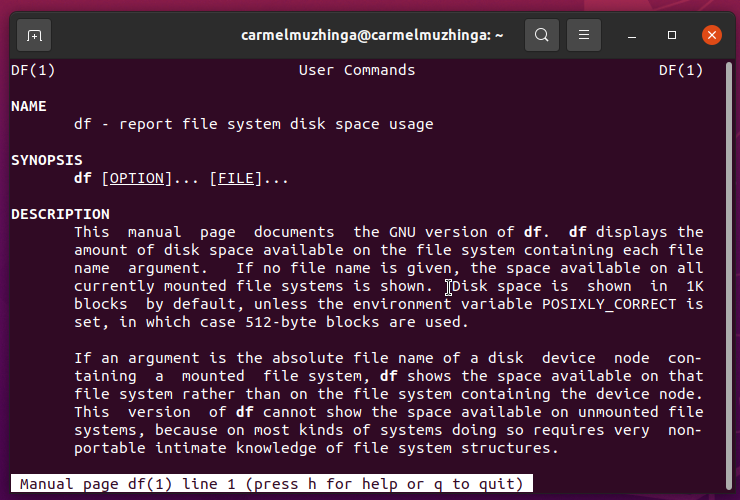 carmelmuzhinga@carmelmuzhinga: ~
DF(1) User Commands DF(1)
NAME
df - report file system disk space usage
SYNOPSIS
df [OPTION]... [FILE]...
DESCRIPTION
This manual page documents the GNU version of df. df displays the
amount of disk space available on the file system containing each file
name argument. If no file name is given, the space available on all
currently mounted file systems is shown. Disk space is shown in 1K
blocks by default, unless the environment variable POSIXLY_CORRECT is
set, in which case 512-byte blocks are used.
If an argument is the absolute file name of a disk device node con-
taining a mounted file system, df shows the space available on that
file system rather than on the file system containing the device node.
This version of df cannot show the space available on unmounted file
systems, because on most kinds of systems doing so requires very non-
portable intimate knowledge of file system structures.
Manual page df(1) line 1 (press h for help or q to quit)